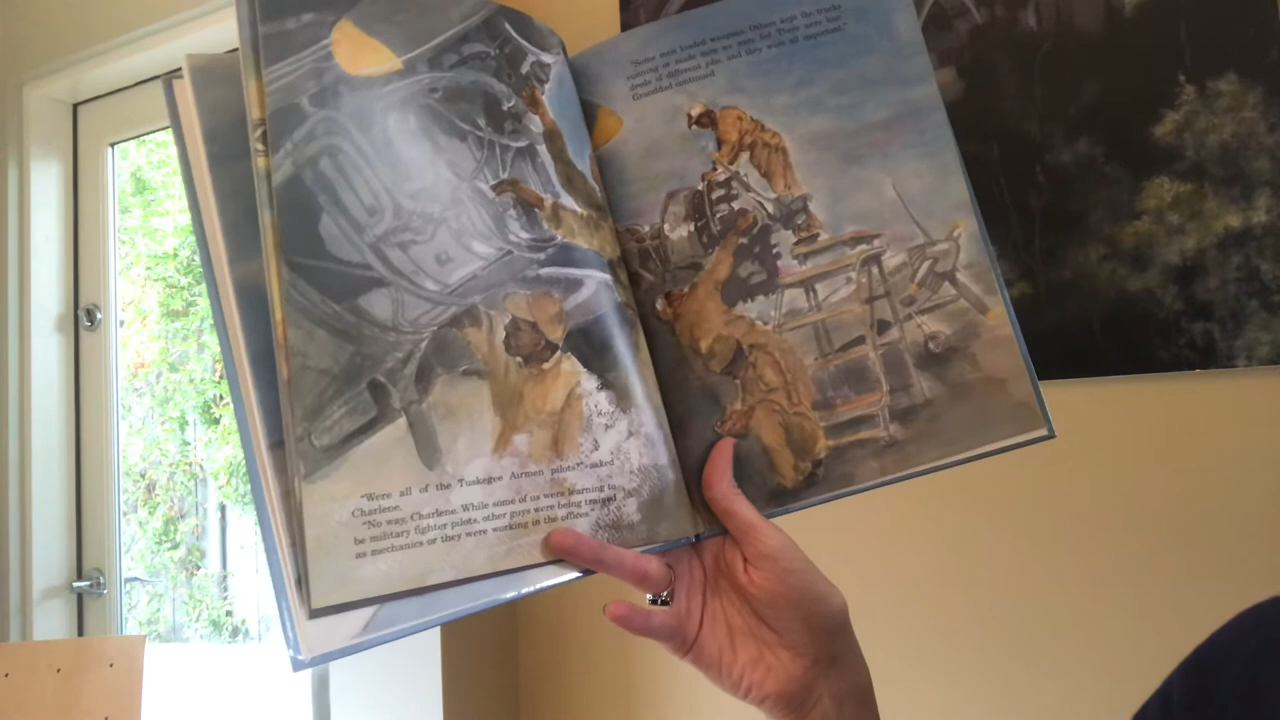 "Were all of the Tuskegee Airmen pilots?" asked
Charlene.
"No way, Charlene. While some of us were learning to
be military fighter pilots, other guys were being trained
as mechanics or they were working in the offices."
"Some men loaded weapons. Others kept the trucks
running or made sure we were fed. There were hun-
dreds of different jobs, and they were all important,"
Granddad continued.